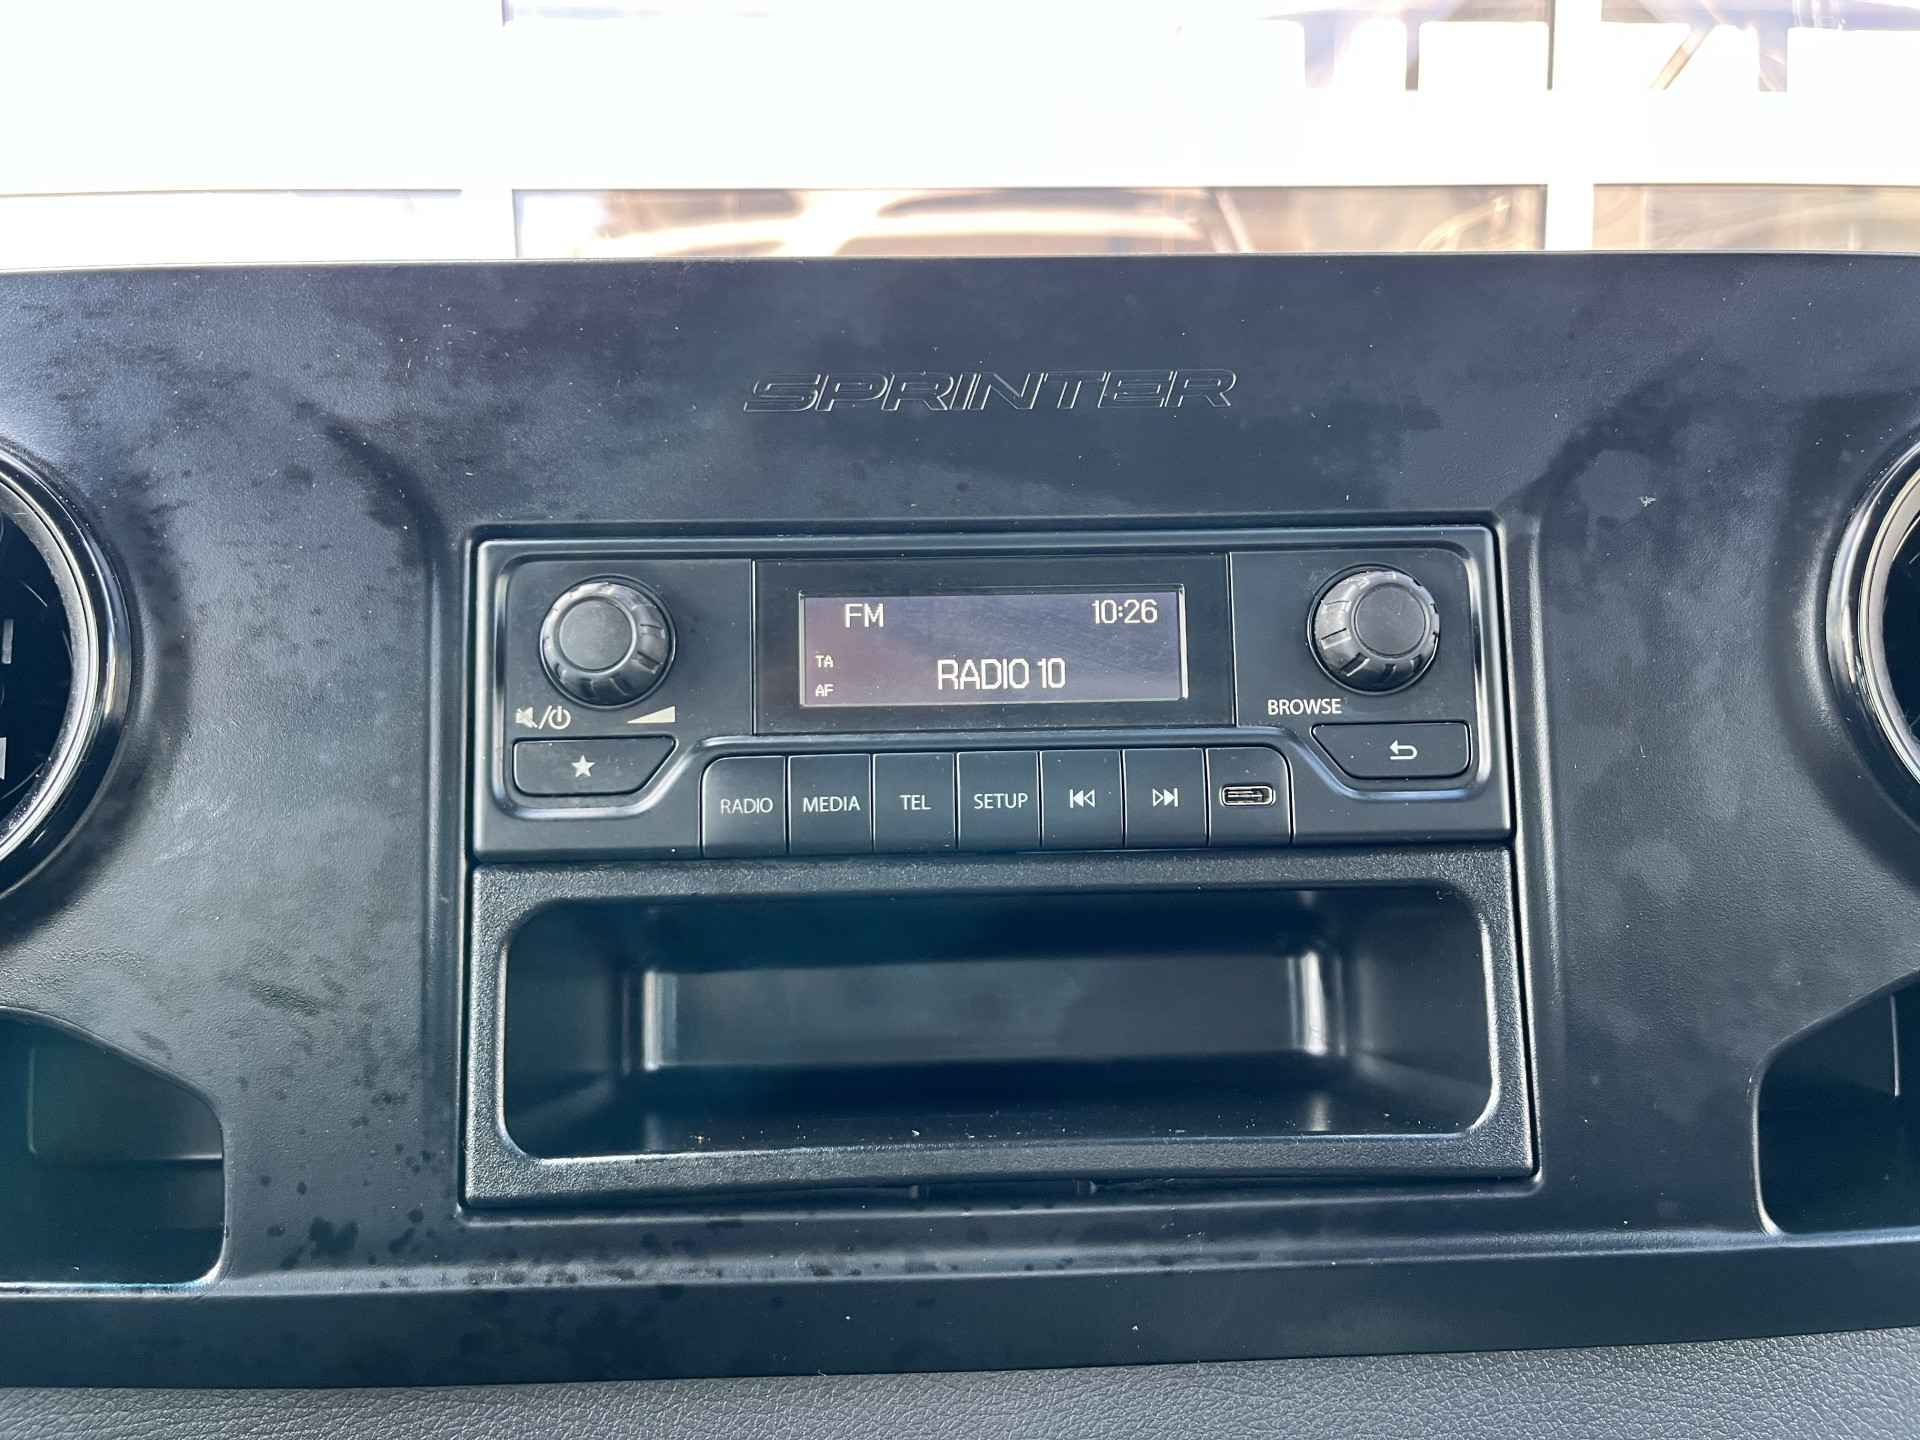 SPRINTER
FM 10:26
TA
RADIO 10
AF
BROWSE
RADIO MEDIA TEL SETUP